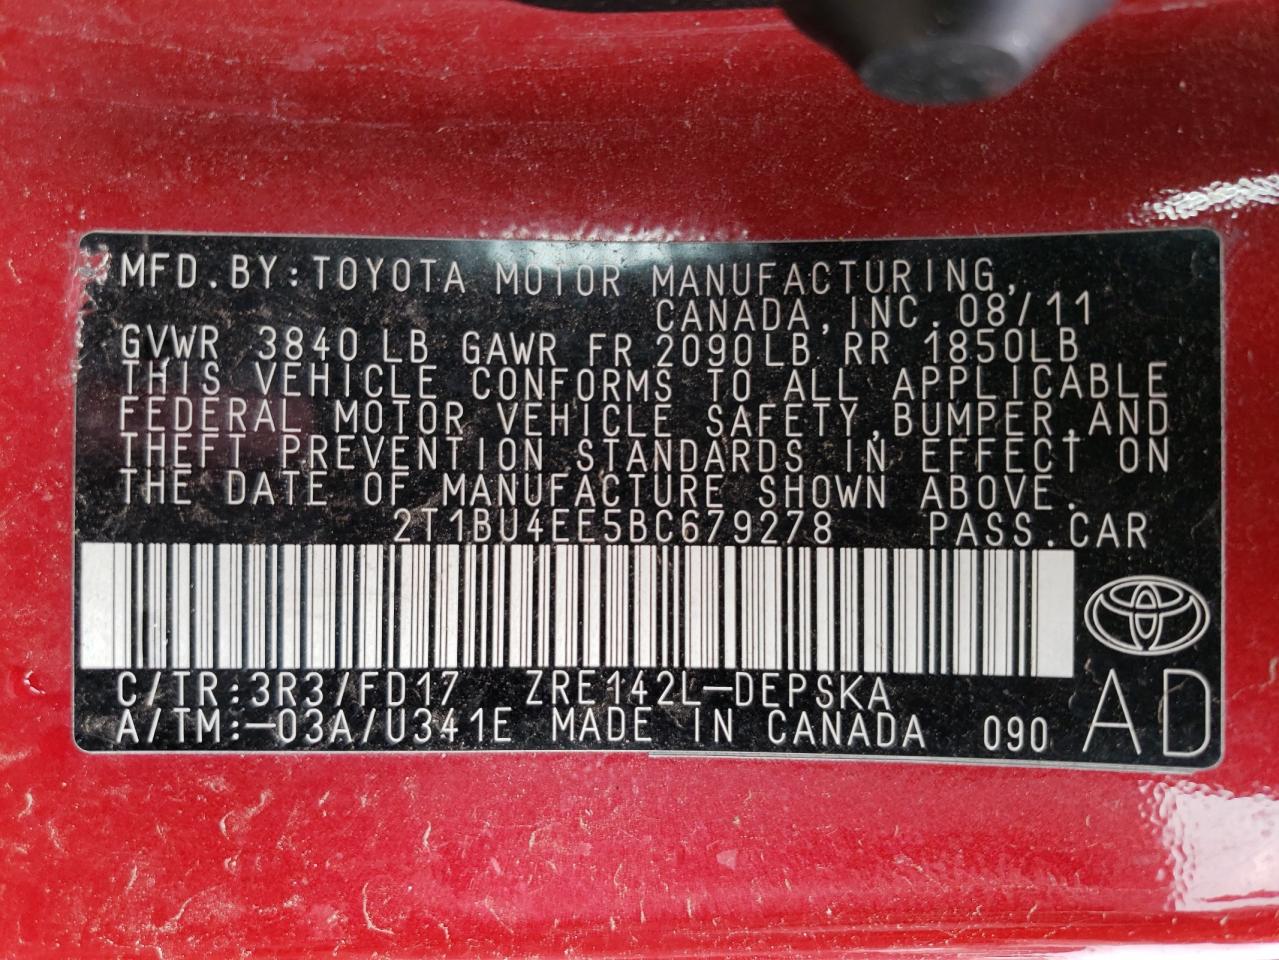 MFD.BY:TOYOTA MOTOR MANUFACTURING,
CANADA, INC. 08/11
GVWR 3840LB GAWR FR 2090LB RR 1850LB
THIS VEHICLE CONFORMS TO ALL APPLICABLE
FEDERAL MOTOR VEHICLE SAFETY,BUMPER,AND
THEFT PREVENTION STANDARDS IN EFFECT ON
THE DATE OF MANUFACTURE SHOWN ABOVE.
2T1BU4EE5BC679278 PASS.CAR
C/TR:3R3/FD17 ZRE142L-DEPSKA
A/TM:-03A/U341E MADE IN CANADA 090 AD